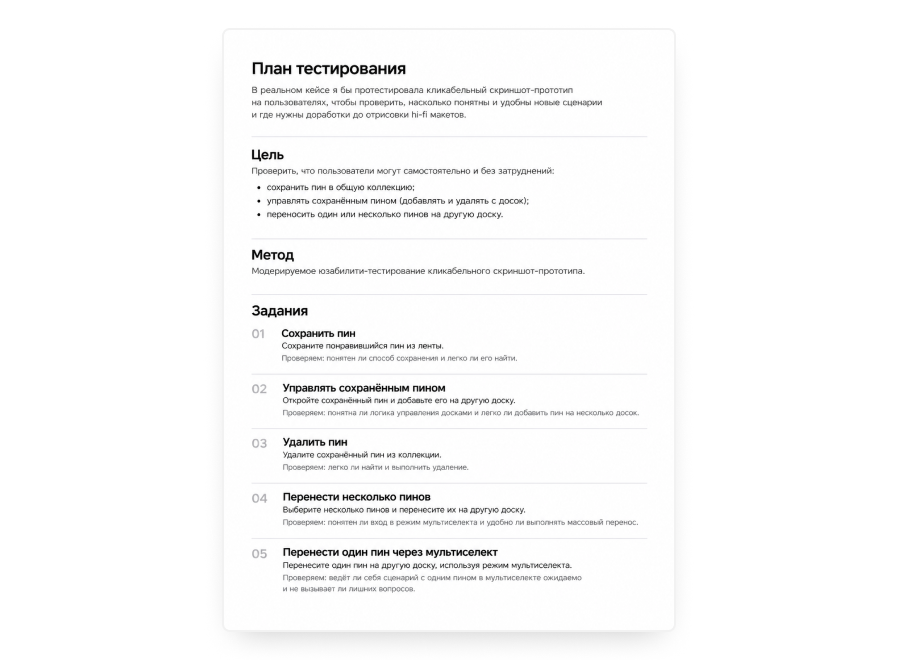 План тестирования
В реальном кейсе я бы протестировала кликабельный скриншот-прототип
на пользователях, чтобы проверить, насколько понятны и удобны новые сценарии
и где нужны доработки до отрисовки hi-fi макетов.
Цель
Проверить, что пользователи могут самостоятельно и без затруднений:
• сохранить пин в общую коллекцию;
• управлять сохранённым пином (добавлять и удалять с досок);
• переносить один или несколько пинов на другую доску.
Метод
Модерируемое юзабилити-тестирование кликабельного скриншот-прототипа.
Задания
01 Сохранить пин
Сохраните понравившийся пин из ленты.
Проверяем: понятен ли способ сохранения и легко ли его найти.
02 Управлять сохранённым пином
Откройте сохранённый пин и добавьте его на другую доску.
Проверяем: понятна ли логика управления досками и легко ли добавить пин на несколько досок.
03 Удалить пин
Удалите сохранённый пин из коллекции.
Проверяем: легко ли найти и выполнить удаление.
04 Перенести несколько пинов
Выберите несколько пинов и перенесите их на другую доску.
Проверяем: понятен ли вход в режим мультиселекта и удобно ли выполнять массовый перенос.
05 Перенести один пин через мультиселект
Перенесите один пин на другую доску, используя режим мультиселекта.
Проверяем: ведёт ли себя сценарий с одним пином в мультиселекте ожидаемо
и не вызывает ли лишних вопросов.